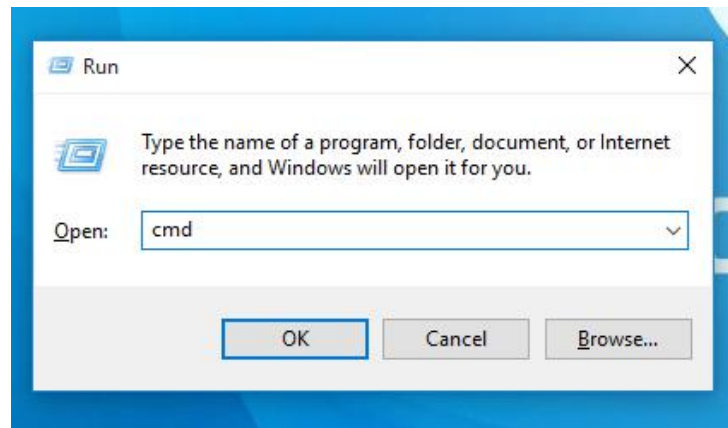 Run
Type the name of a program, folder, document, or Internet
resource, and Windows will open it for you.
Open: cmd
OK Cancel Browse...